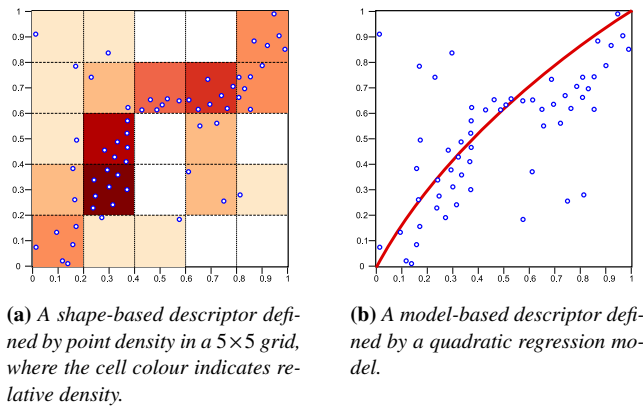 1
0.9
0.8
0.7
0.6
0.5
0.4
0.3
0.2
0.1
0
0 0.1 0.2 0.3 0.4 0.5 0.6 0.7 0.8 0.9 1
(a) A shape-based descriptor defi-
ned by point density in a 5×5 grid,
where the cell colour indicates re-
lative density.
1
0.9
0.8
0.7
0.6
0.5
0.4
0.3
0.2
0.1
0
0 0.1 0.2 0.3 0.4 0.5 0.6 0.7 0.8 0.9 1
(b) A model-based descriptor defi-
ned by a quadratic regression mo-
del.